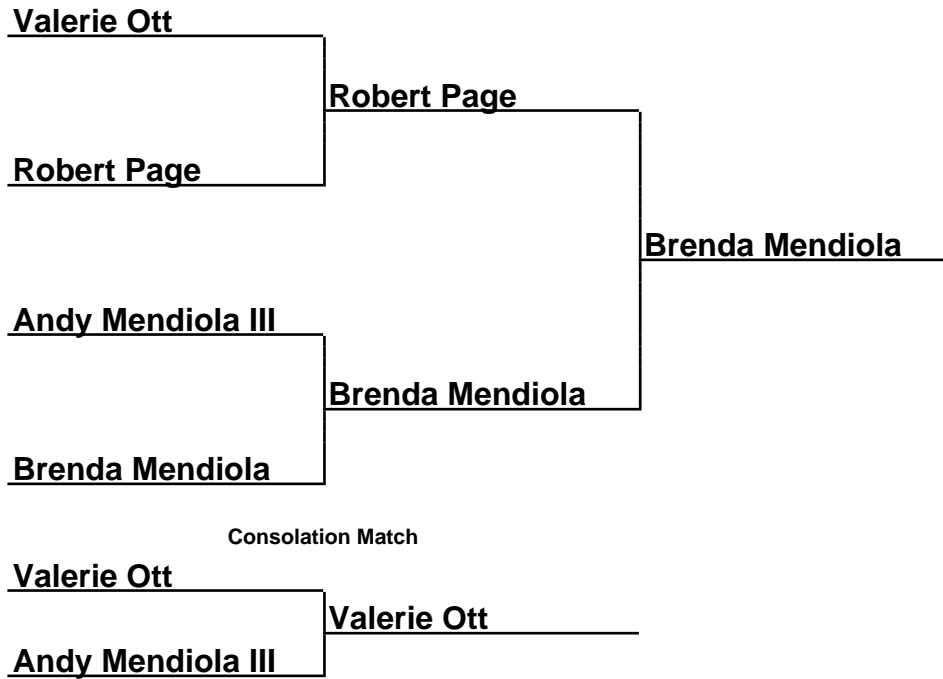 Valerie Ott
Robert Page
Robert Page
Brenda Mendiola
Andy Mendiola III
Brenda Mendiola
Brenda Mendiola
Consolation Match
Valerie Ott
Valerie Ott
Andy Mendiola III